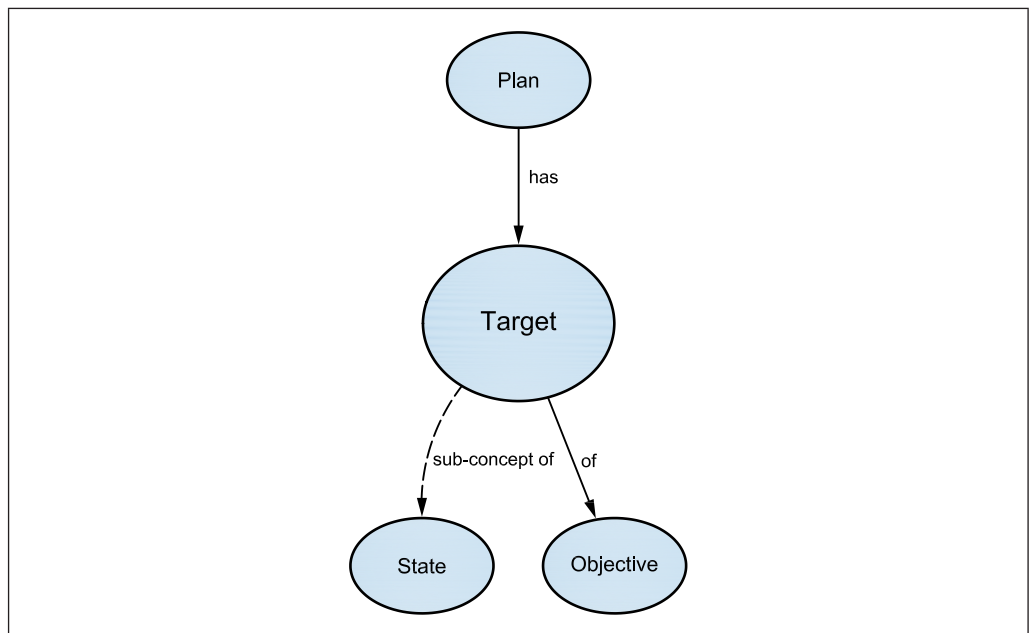 Plan
has
Target
sub-concept of
of
State
Objective